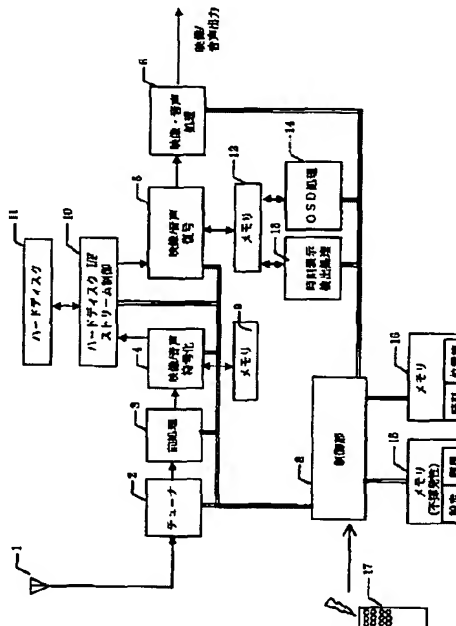 映像/
音声出力
6
映像・音声
処理
11
ハードディスク
10
ハードディスク I/F
ストリーム制御
5
映像/音声
復号
12
メモリ
14
OSD処理
13
時刻表示
検出処理
4
映像/音声
符号化
9
メモリ
3
前処理
2
チューナ
1
8
制御部
16
メモリ
時刻
15
メモリ
(不揮発性)
設定
17